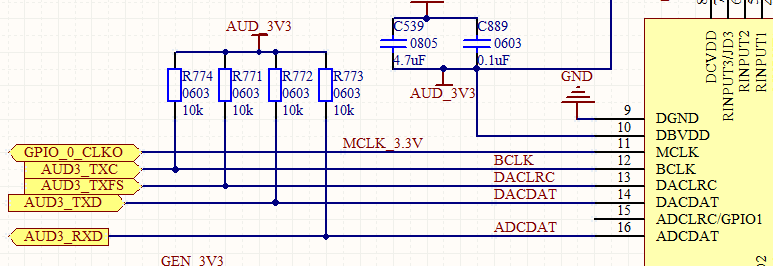 AUD_3V3
C539
0805
4.7uF
C889
0603
0.1uF
AUD_3V3
R774
0603
10k
R771
0603
10k
R772
0603
10k
R773
0603
10k
GND
DCVDD
RINPUT3/JD3
RINPUT2
RINPUT1
9 DGND
10 DBVDD
GPIO_0_CLKO MCLK_3.3V 11 MCLK
AUD3_TXC BCLK 12 BCLK
AUD3_TXFS DACLRC 13 DACLRC
AUD3_TXD DACDAT 14 DACDAT
15 ADCLRC/GPIO1
AUD3_RXD ADCDAT 16 ADCDAT
GEN_3V3